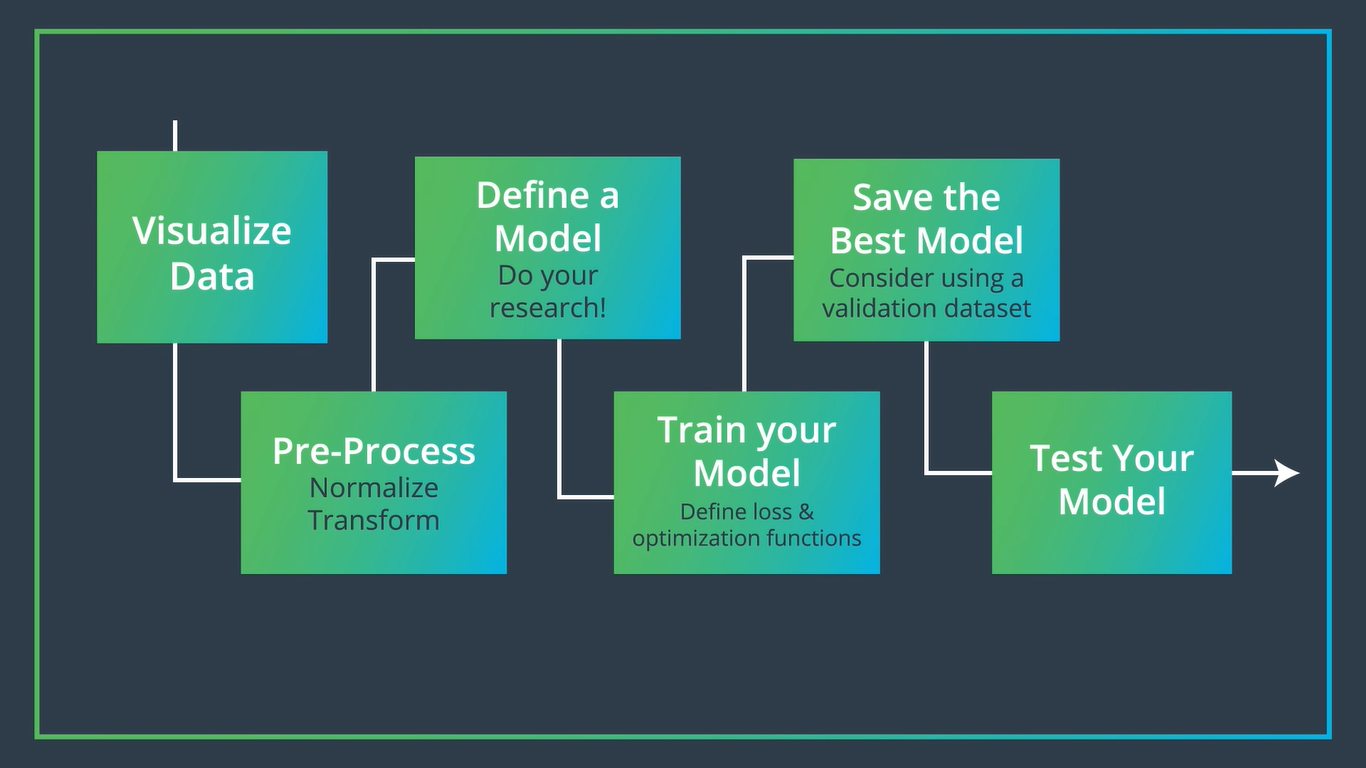 Visualize
Data
Pre-Process
Normalize
Transform
Define a
Model
Do your
research!
Train your
Model
Define loss &
optimization functions
Save the
Best Model
Consider using a
validation dataset
Test Your
Model